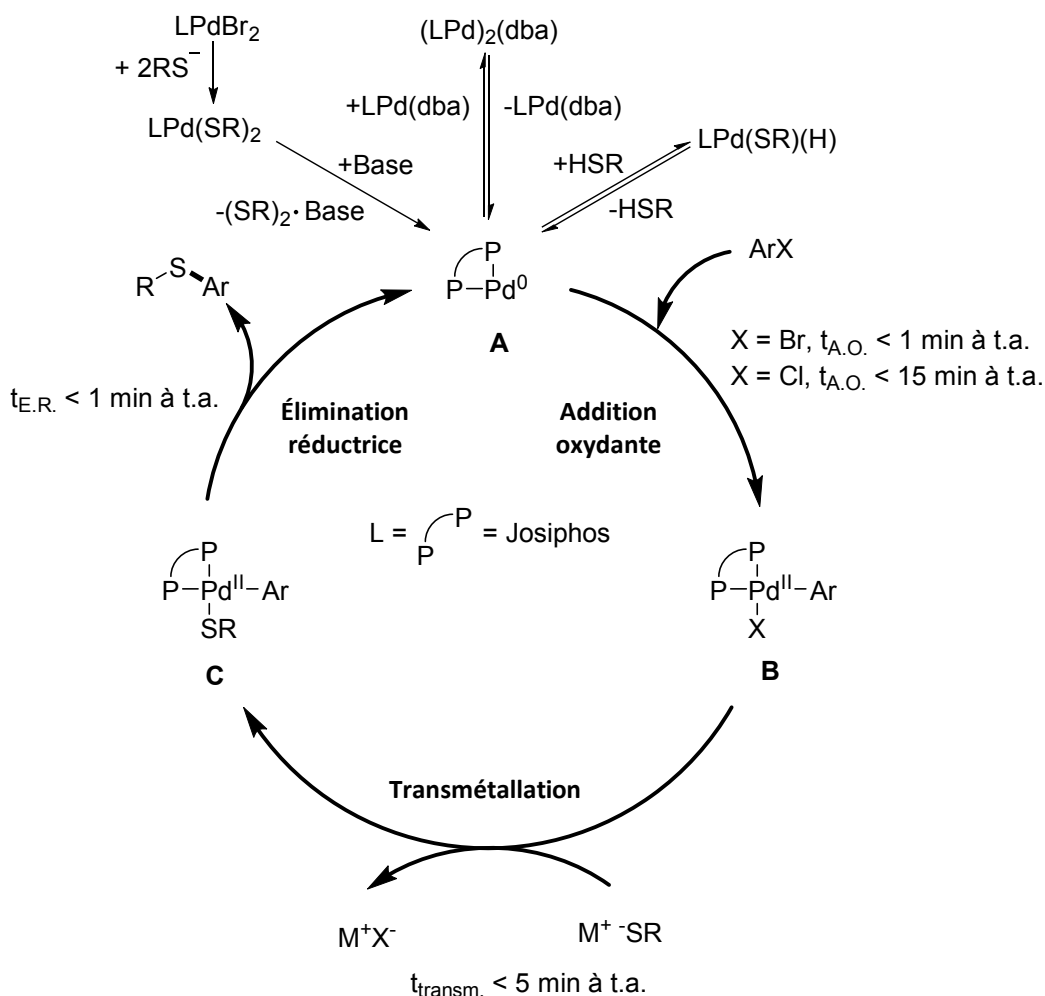 LPdBr2
+ 2RS–
LPd(SR)2
(LPd)2(dba)
+LPd(dba)
-LPd(dba)
LPd(SR)(H)
+HSR
-HSR
+Base
-(SR)2· Base
P
P–Pd0
A
ArX
X = Br, tA.O. < 1 min à t.a.
X = Cl, tA.O. < 15 min à t.a.
R S Ar
tE.R. < 1 min à t.a.
Élimination
réductrice
Addition
oxydante
L = P P = Josiphos
P
P–PdII–Ar
SR
C
P
P–PdII–Ar
X
B
Transmétallation
M+X-
M+ -SR
ttransm. < 5 min à t.a.